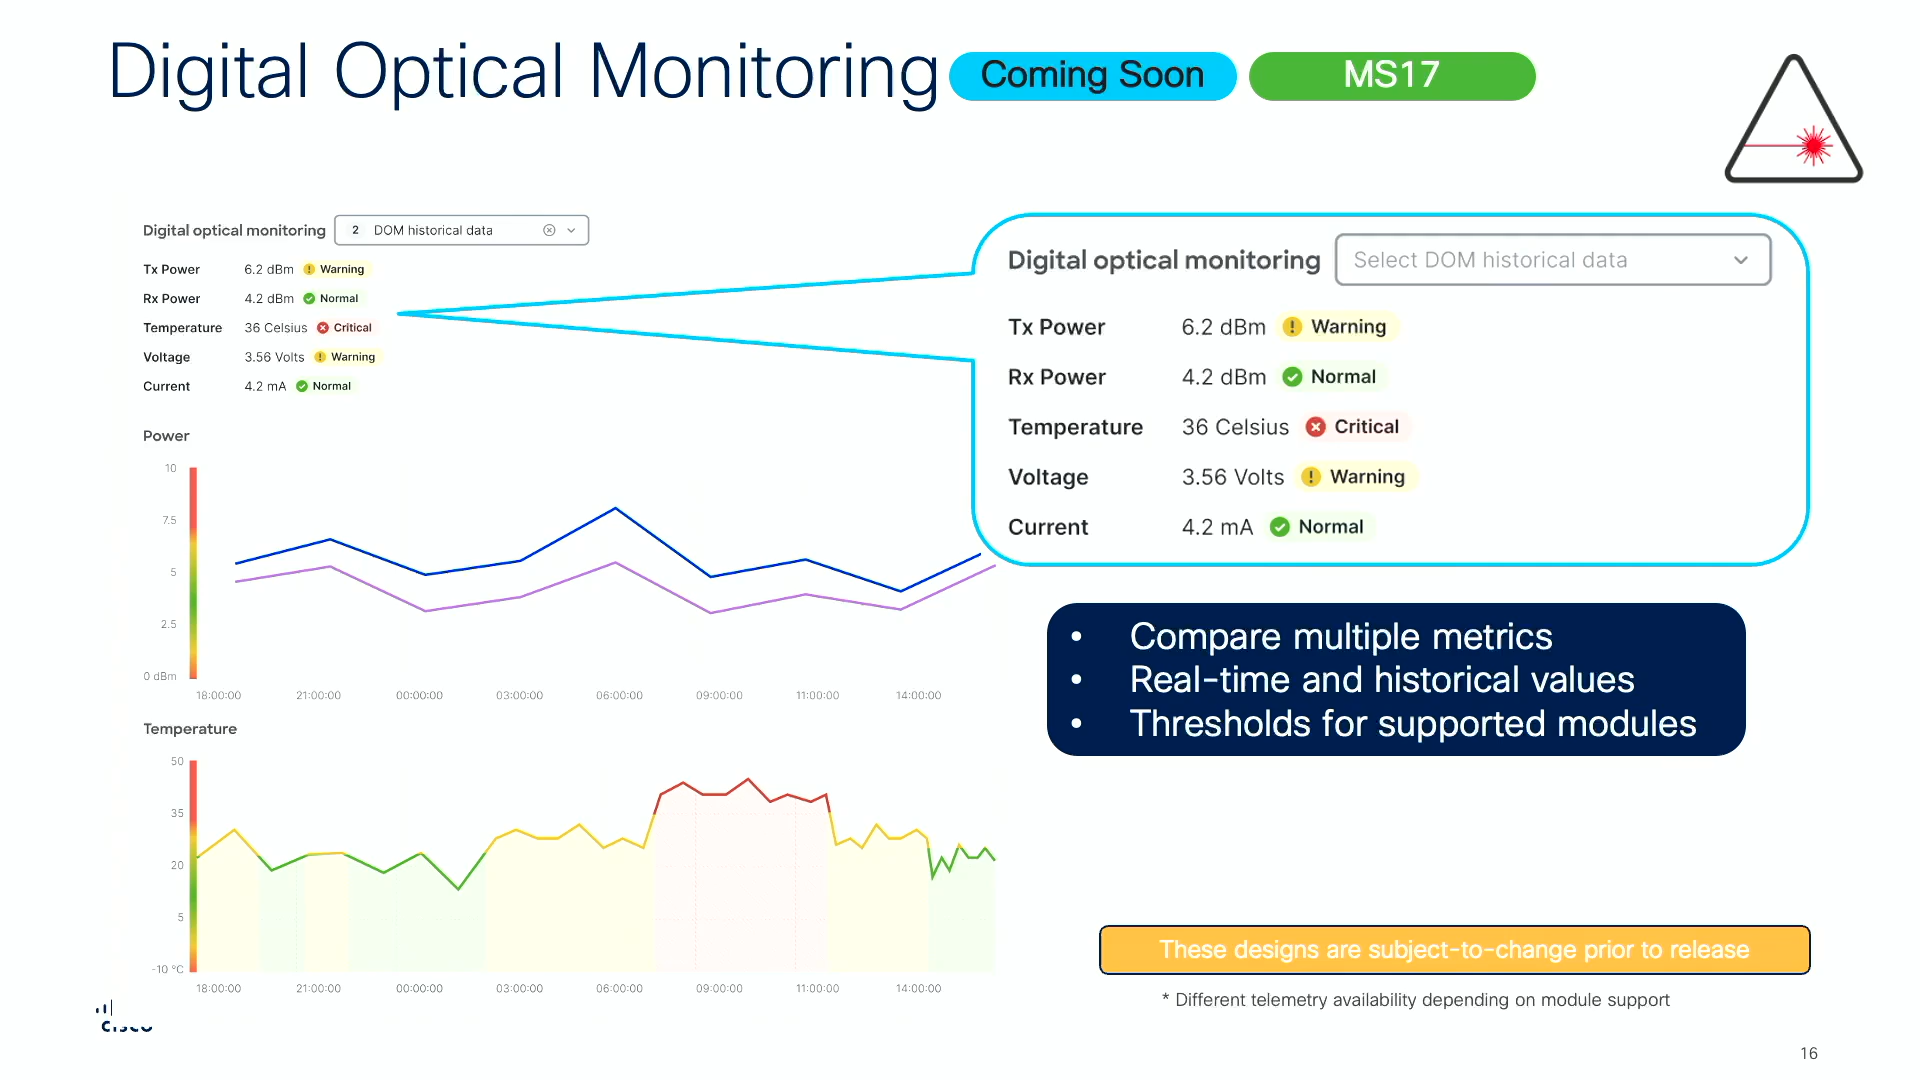 Digital Optical Monitoring
Coming Soon
MS17
Digital optical monitoring
2 DOM historical data
Tx Power 6.2 dBm ! Warning
Rx Power 4.2 dBm Normal
Temperature 36 Celsius Critical
Voltage 3.56 Volts ! Warning
Current 4.2 mA Normal
Power
10
7.5
5
2.5
0 dBm
18:00:00 21:00:00 00:00:00 03:00:00 06:00:00 09:00:00 11:00:00 14:00:00
Temperature
50
35
20
5
-10 °C
18:00:00 21:00:00 00:00:00 03:00:00 06:00:00 09:00:00 11:00:00 14:00:00
Digital optical monitoring
Select DOM historical data
Tx Power 6.2 dBm ! Warning
Rx Power 4.2 dBm Normal
Temperature 36 Celsius Critical
Voltage 3.56 Volts ! Warning
Current 4.2 mA Normal
• Compare multiple metrics
• Real-time and historical values
• Thresholds for supported modules
These designs are subject-to-change prior to release
* Different telemetry availability depending on module support
CISCO
16